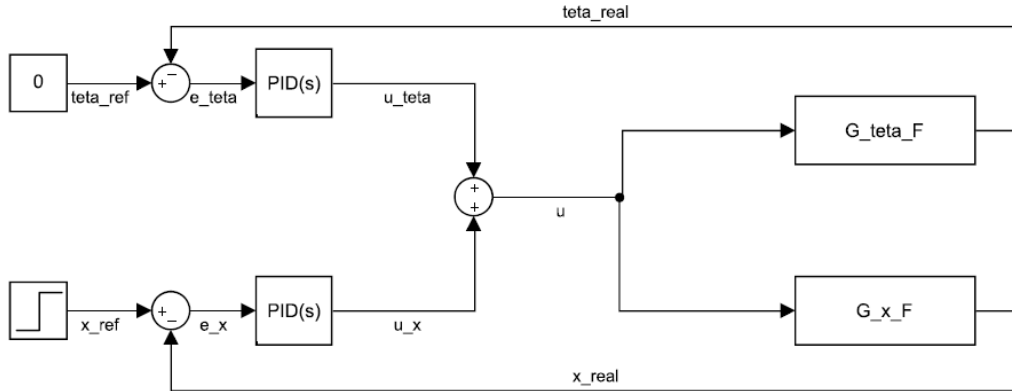 teta_real
0
+
−
PID(s)
teta_ref
e_teta
u_teta
G_teta_F
+
+
u
+
−
PID(s)
G_x_F
x_ref
e_x
u_x
x_real